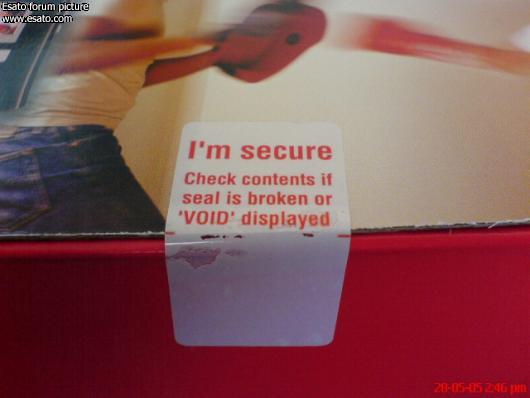 Esato forum picture
www.esato.com
I'm secure
Check contents if
seal is broken or
'VOID' displayed
28-05-05 2:46 pm